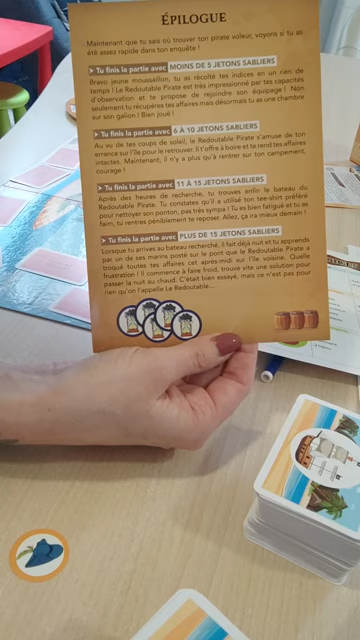 ÉPILOGUE
Maintenant que tu sais où trouver ton pirate voleur, voyons si tu as
été assez rapide dans ton enquête !
➤ Tu finis la partie avec MOINS DE 5 JETONS SABLIERS
Bravo jeune moussaillon, tu as récolté tes indices en un rien de
temps ! Le Redoutable Pirate est très impressionné par tes capacités
d'observation et te propose de rejoindre son équipage ! Non
seulement tu récupères tes affaires mais désormais tu as une chambre
sur son galion ! Bien joué !
➤ Tu finis la partie avec 6 À 10 JETONS SABLIERS
Au vu de tes coups de soleil, le Redoutable Pirate s'amuse de ton
errance sur l'île pour le retrouver. Il t'offre à boire et te rend tes affaires
intactes. Maintenant, il n'y a plus qu'à rentrer sur ton campement,
courage !
➤ Tu finis la partie avec 11 À 15 JETONS SABLIERS
Après des heures de recherche, tu trouves enfin le bateau du
Redoutable Pirate. Tu constates qu'il a utilisé ton tee-shirt préféré
pour nettoyer son ponton, pas très sympa ! Tu es bien fatigué et tu as
faim, tu rentres péniblement te reposer. Allez, ça ira mieux demain !
➤ Tu finis la partie avec PLUS DE 15 JETONS SABLIERS
Lorsque tu arrives au bateau recherché, il fait déjà nuit et tu apprends
par un de ses marins posté sur le pont que le Redoutable Pirate a
troqué toutes tes affaires cet après-midi sur l'île voisine. Quelle
frustration ! Il commence à faire froid, trouve vite une solution pour
passer la nuit au chaud. C'était bien essayé, mais ce n'est pas pour
rien qu'on l'appelle Le Redoutable...